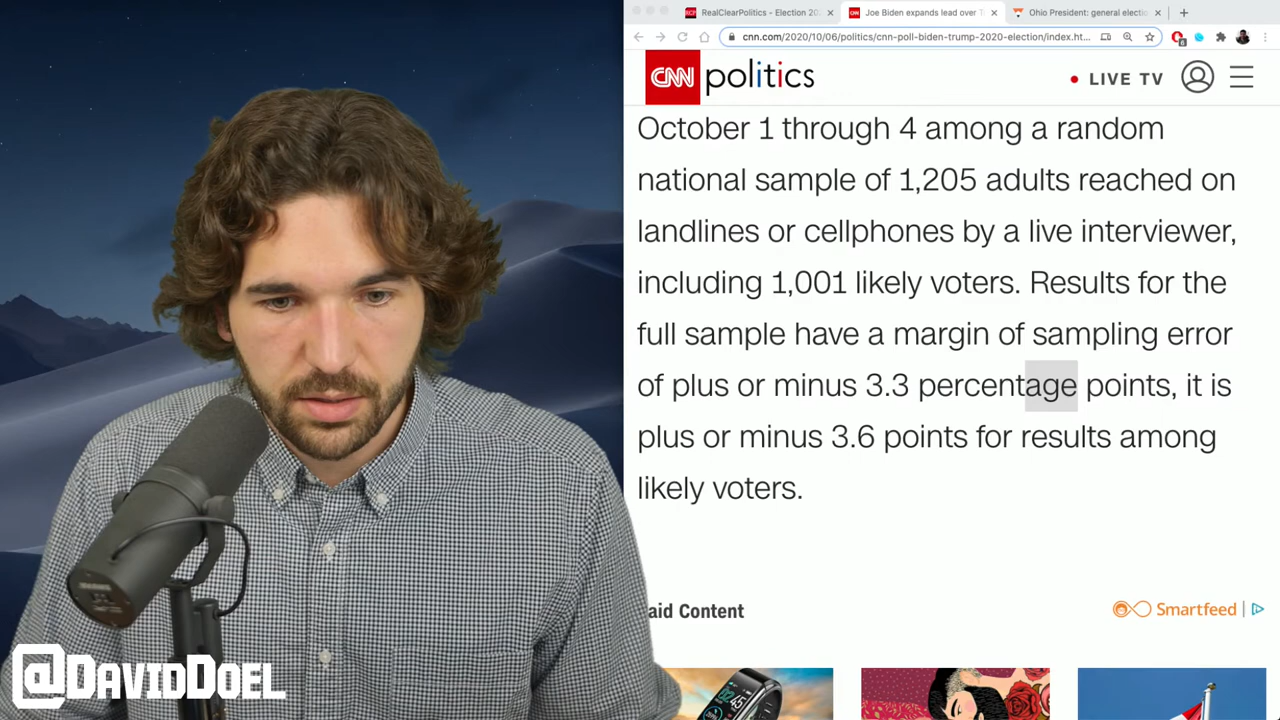 RealClearPolitics - Election 202
Joe Biden expands lead over T
Ohio President: general electio
cnn.com/2020/10/06/politics/cnn-poll-biden-trump-2020-election/index.ht...
CNN politics
LIVE TV
October 1 through 4 among a random
national sample of 1,205 adults reached on
landlines or cellphones by a live interviewer,
including 1,001 likely voters. Results for the
full sample have a margin of sampling error
of plus or minus 3.3 percentage points, it is
plus or minus 3.6 points for results among
likely voters.
aid Content
Smartfeed
@DavidDoel